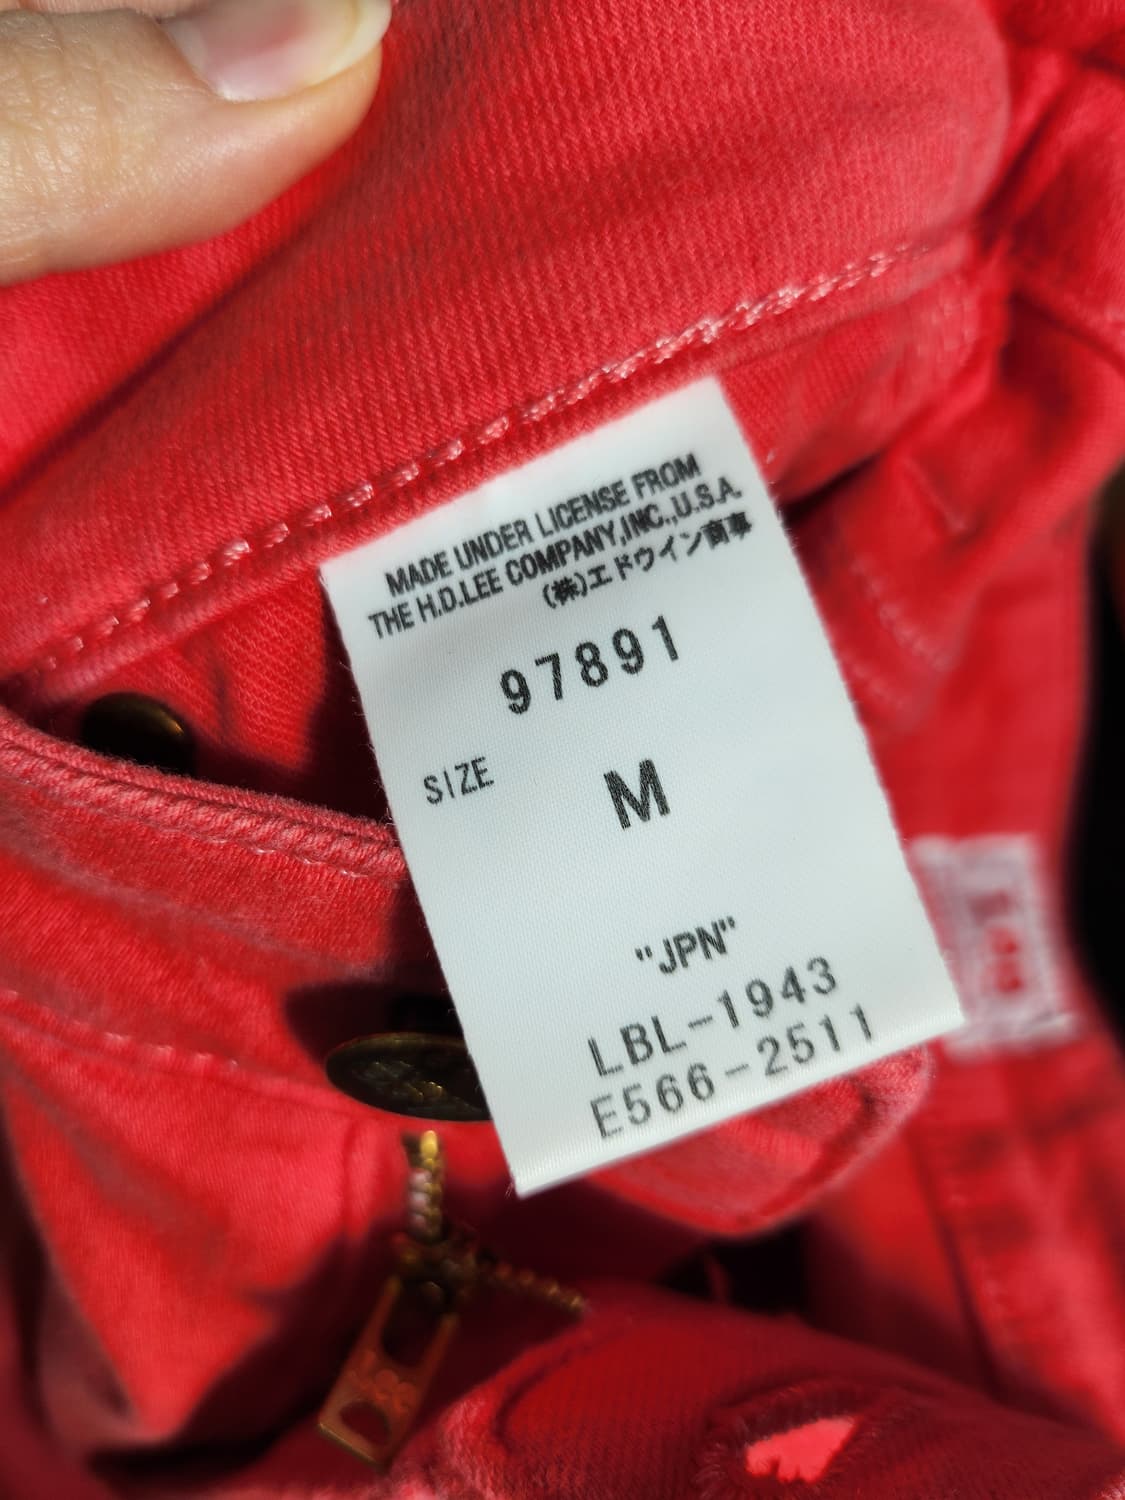 MADE UNDER LICENSE FROM
THE H.D.LEE COMPANY,INC.,U.S.A.
(株)エドウイン商事
97891
SIZE M
"JPN"
LBL-1943
E566-2511